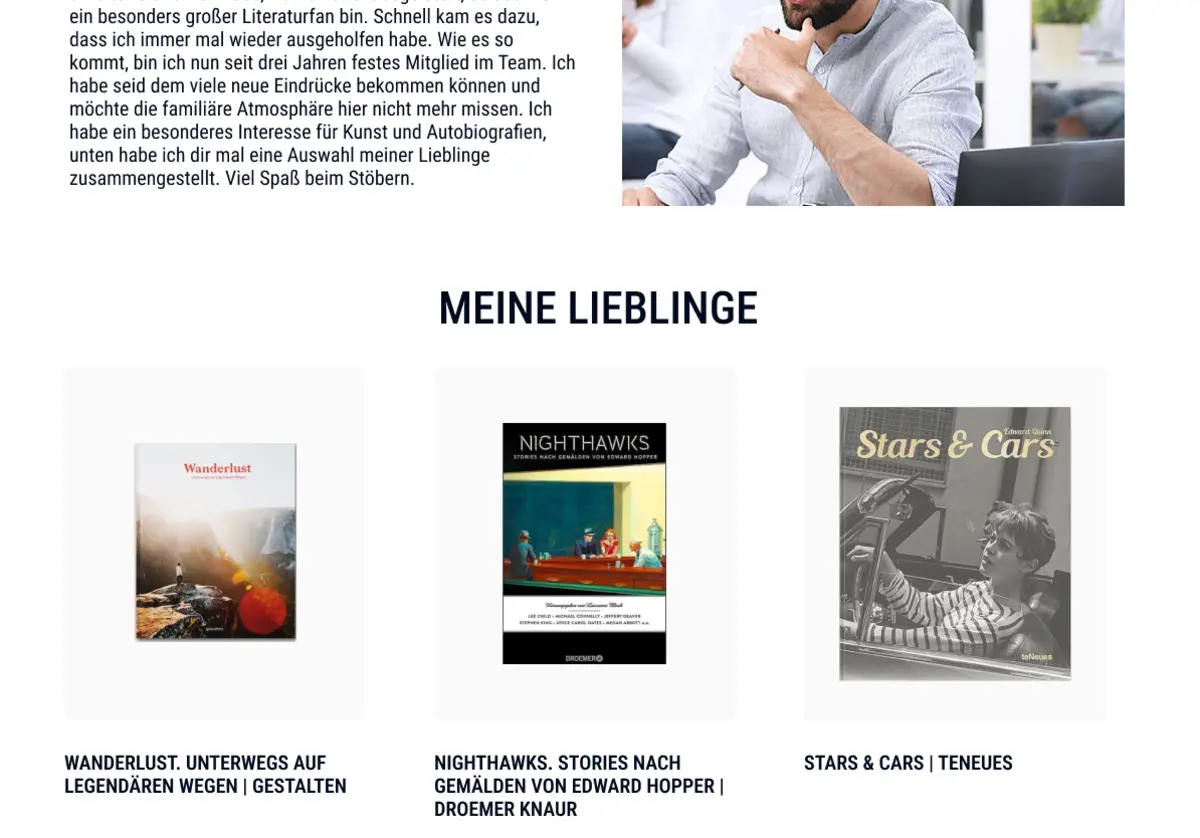 ein besonders großer Literaturfan bin. Schnell kam es dazu,
dass ich immer mal wieder ausgeholfen habe. Wie es so
kommt, bin ich nun seit drei Jahren festes Mitglied im Team. Ich
habe seid dem viele neue Eindrücke bekommen können und
möchte die familiäre Atmosphäre hier nicht mehr missen. Ich
habe ein besonderes Interesse für Kunst und Autobiografien,
unten habe ich dir mal eine Auswahl meiner Lieblinge
zusammengestellt. Viel Spaß beim Stöbern.
MEINE LIEBLINGE
Wanderlust
gestalten
NIGHTHAWKS
STORIES NACH GEMÄLDEN VON EDWARD HOPPER
Herausgegeben von Lawrence Block
LEE CHILD • MICHAEL CONNELLY • JEFFERY DEAVER
STEPHEN KING • JOYCE CAROL OATES • MEGAN ABBOTT u.a.
DROEMER
Edward Quinn
Stars & Cars
teNeues
WANDERLUST. UNTERWEGS AUF
LEGENDÄREN WEGEN | GESTALTEN
NIGHTHAWKS. STORIES NACH
GEMÄLDEN VON EDWARD HOPPER |
DROEMER KNAUR
STARS & CARS | TENEUES